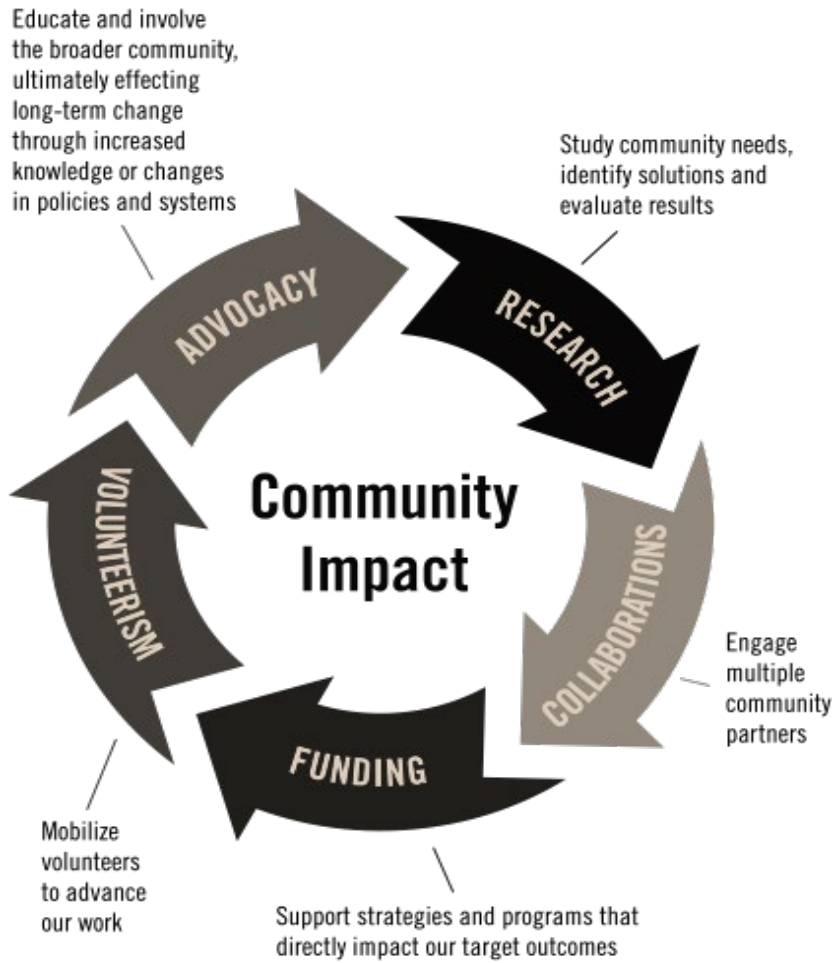 Educate and involve
the broader community,
ultimately effecting
long-term change
through increased
knowledge or changes
in policies and systems
Study community needs,
identify solutions and
evaluate results
ADVOCACY
RESEARCH
Community
Impact
VOLUNTEERISM
COLLABORATIONS
Engage
multiple
community
partners
FUNDING
Mobilize
volunteers
to advance
our work
Support strategies and programs that
directly impact our target outcomes